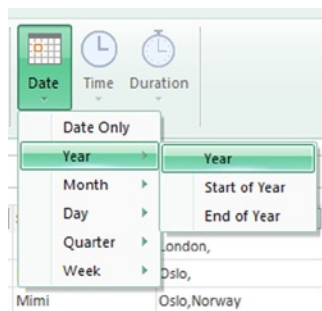 Date Time Duration
Date Only
Year Year
Month Start of Year
Day End of Year
Quarter London,
Week Oslo,
Mimi Oslo,Norway